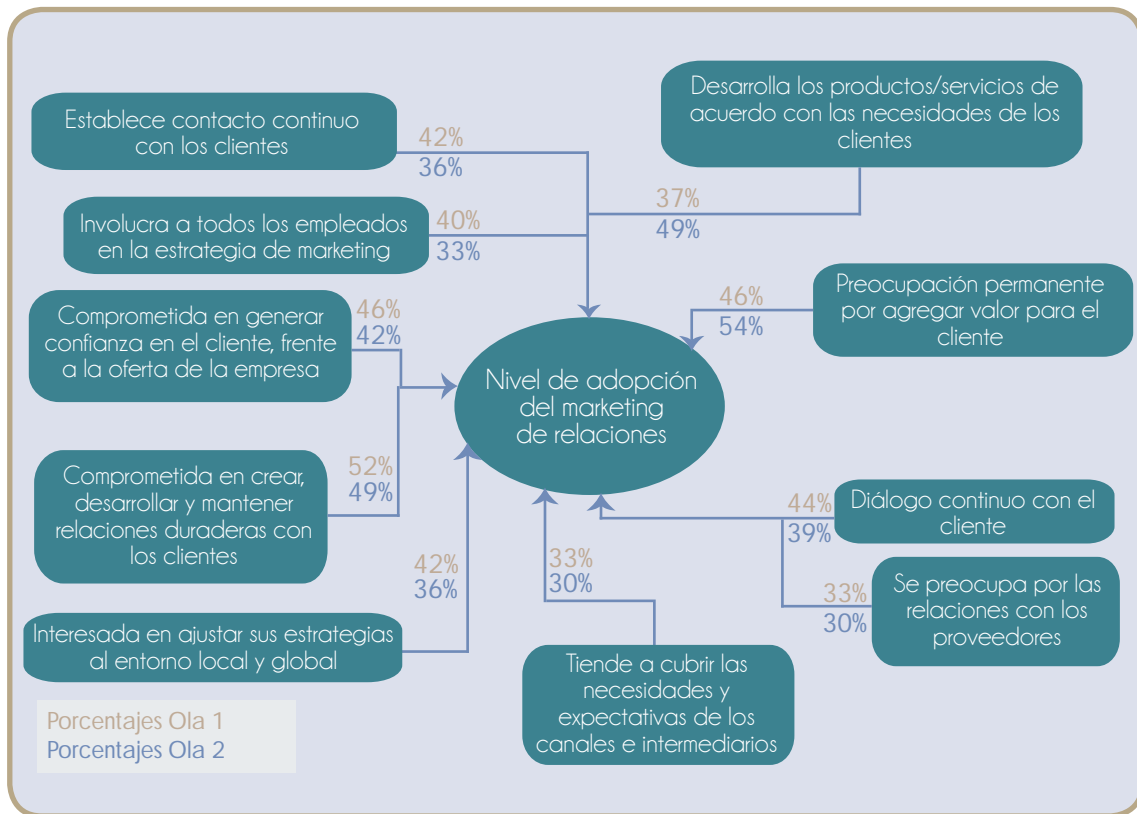 Establece contacto continuo
con los clientes
42%
36%
Desarrolla los productos/servicios de
acuerdo con las necesidades de los
clientes
37%
49%
Involucra a todos los empleados
en la estrategia de marketing
40%
33%
Preocupación permanente
por agregar valor para el
cliente
46%
54%
Comprometida en generar
confianza en el cliente, frente
a la oferta de la empresa
46%
42%
Nivel de adopción
del marketing
de relaciones
Comprometida en crear,
desarrollar y mantener
relaciones duraderas con
los clientes
52%
49%
Diálogo continuo con el
cliente
44%
39%
Se preocupa por las
relaciones con los
proveedores
33%
30%
Interesada en ajustar sus estrategias
al entorno local y global
42%
36%
Tiende a cubrir las
necesidades y
expectativas de los
canales e intermediarios
33%
30%
Porcentajes Ola 1
Porcentajes Ola 2